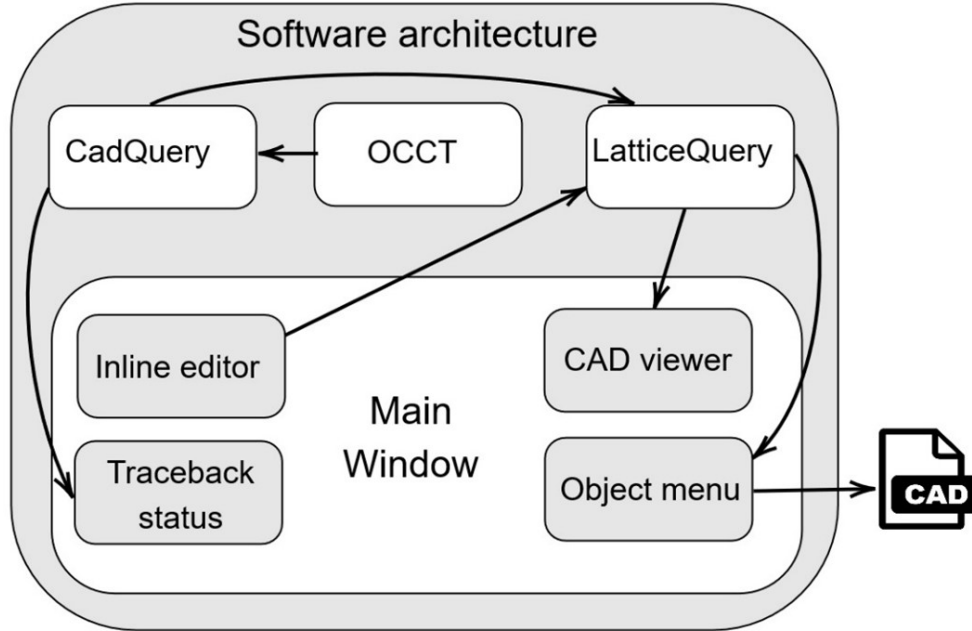 Software architecture
CadQuery
OCCT
LatticeQuery
Inline editor
CAD viewer
Main
Window
Traceback
status
Object menu
CAD